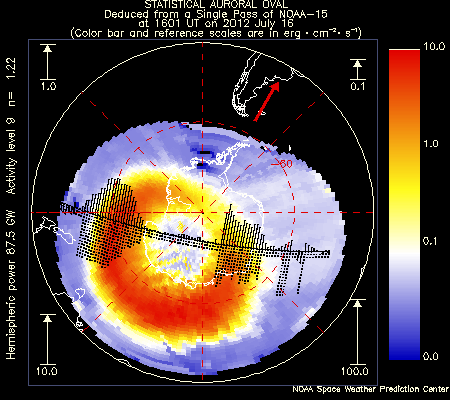 STATISTICAL AURORAL OVAL
Deduced from a Single Pass of NOAA-15
at 1601 UT on 2012 July 16
(Color bar and reference scales are in erg·cm⁻²·s⁻¹)
Hemispheric power 87.5 GW Activity level 9 n= 1.22
1.0
0.1
10.0
1.0
-60
0.1
10.0
100.0
0.0
NOAA Space Weather Prediction Center